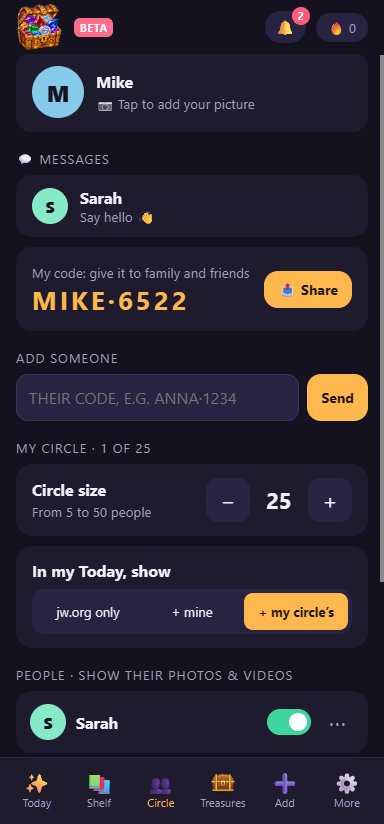 BETA
2
0
M
Mike
Tap to add your picture
MESSAGES
S
Sarah
Say hello 👋
My code: give it to family and friends
MIKE·6522
Share
ADD SOMEONE
THEIR CODE, E.G. ANNA·1234
Send
MY CIRCLE · 1 OF 25
Circle size
From 5 to 50 people
− 25 +
In my Today, show
jw.org only + mine + my circle's
PEOPLE · SHOW THEIR PHOTOS & VIDEOS
S
Sarah
...
Today Shelf Circle Treasures Add More